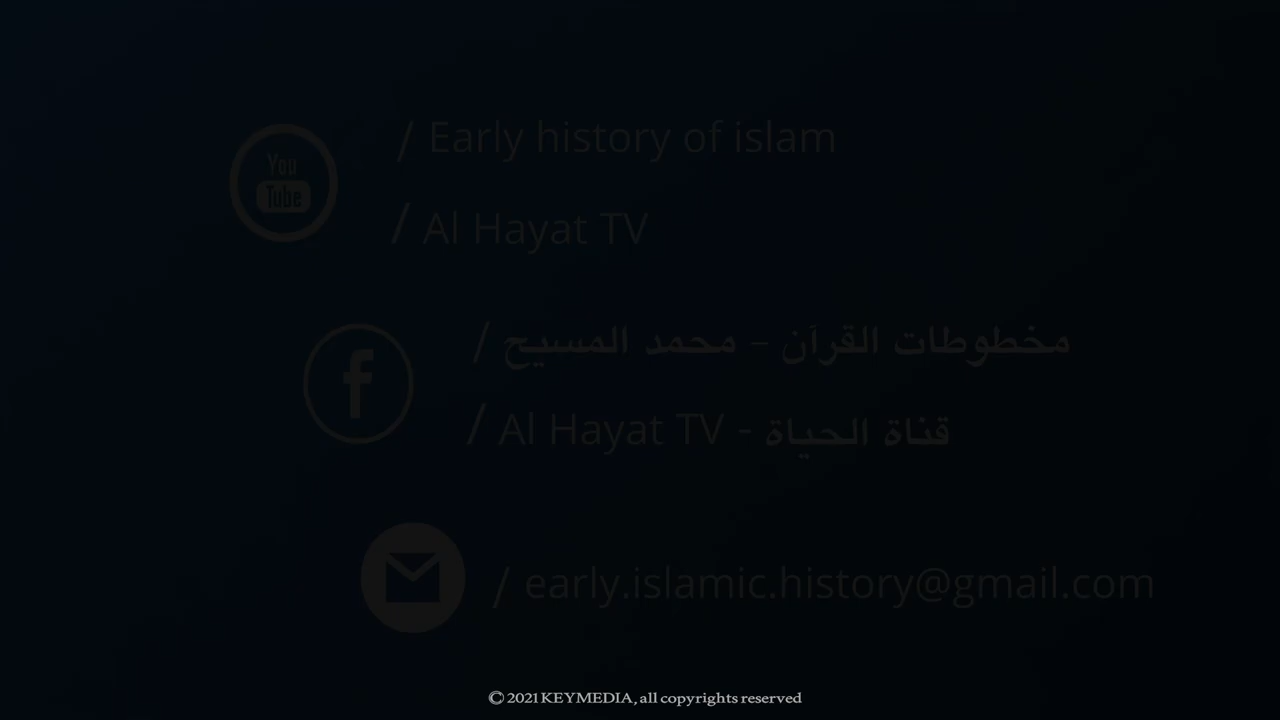 You
Tube
/ Early history of islam
/ Al Hayat TV
/ مخطوطات القرآن - محمد المسيح
/ Al Hayat TV - قناة الحياة
/ early.islamic.history@gmail.com
© 2021 KEYMEDIA, all copyrights reserved